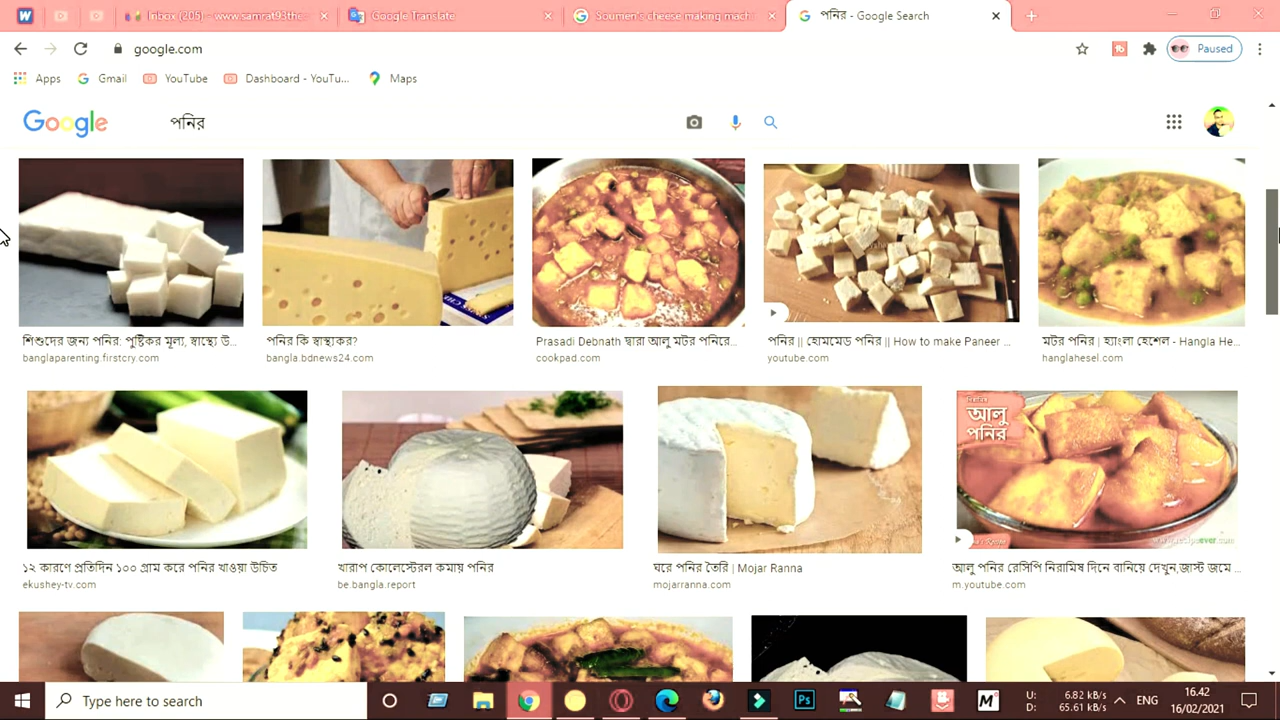 Inbox (205) - www.samrat93the
Google Translate
Soumen's cheese making mach
পনির - Google Search
google.com
Paused
Apps
Gmail
YouTube
Dashboard - YouTu...
Maps
Google
পনির
শিশুদের জন্য পনির: পুষ্টিকর মূল্য, স্বাস্থ্যে উ...
banglaparenting.firstcry.com
পনির কি স্বাস্থ্যকর?
bangla.bdnews24.com
Prasadi Debnath দ্বারা আলু মটর পনিরে...
cookpad.com
পনির || হোমমেড পনির || How to make Paneer ...
youtube.com
মটর পনির | হ্যাংলা হেশেল - Hangla He...
hanglahesel.com
নিরামিষ
আলু
পনির
www.recipoever.com
১২ কারণে প্রতিদিন ১০০ গ্রাম করে পনির খাওয়া উচিত
ekushey-tv.com
খারাপ কোলেস্টেরল কমায় পনির
be.bangla.report
ঘরে পনির তৈরি | Mojar Ranna
mojarranna.com
আলু পনির রেসিপি নিরামিষ দিনে বানিয়ে দেখুন,জাস্ট জমে ...
m.youtube.com
Type here to search
U: 6.82 kB/s
D: 65.61 kB/s
ENG
16.42
16/02/2021